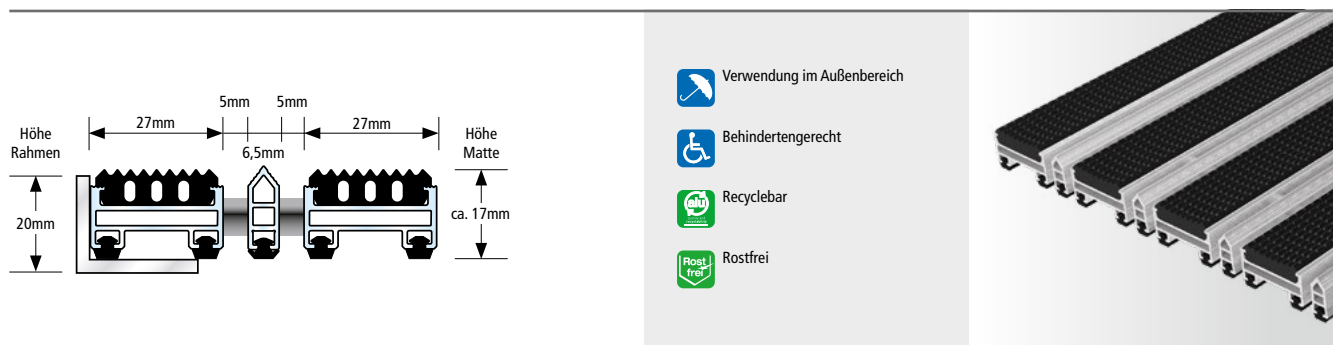 5mm
5mm
27mm
27mm
6,5mm
Höhe
Rahmen
20mm
Höhe
Matte
ca. 17mm
Verwendung im Außenbereich
Behindertengerecht
alu
Recyclebar
Rost
frei
Rostfrei